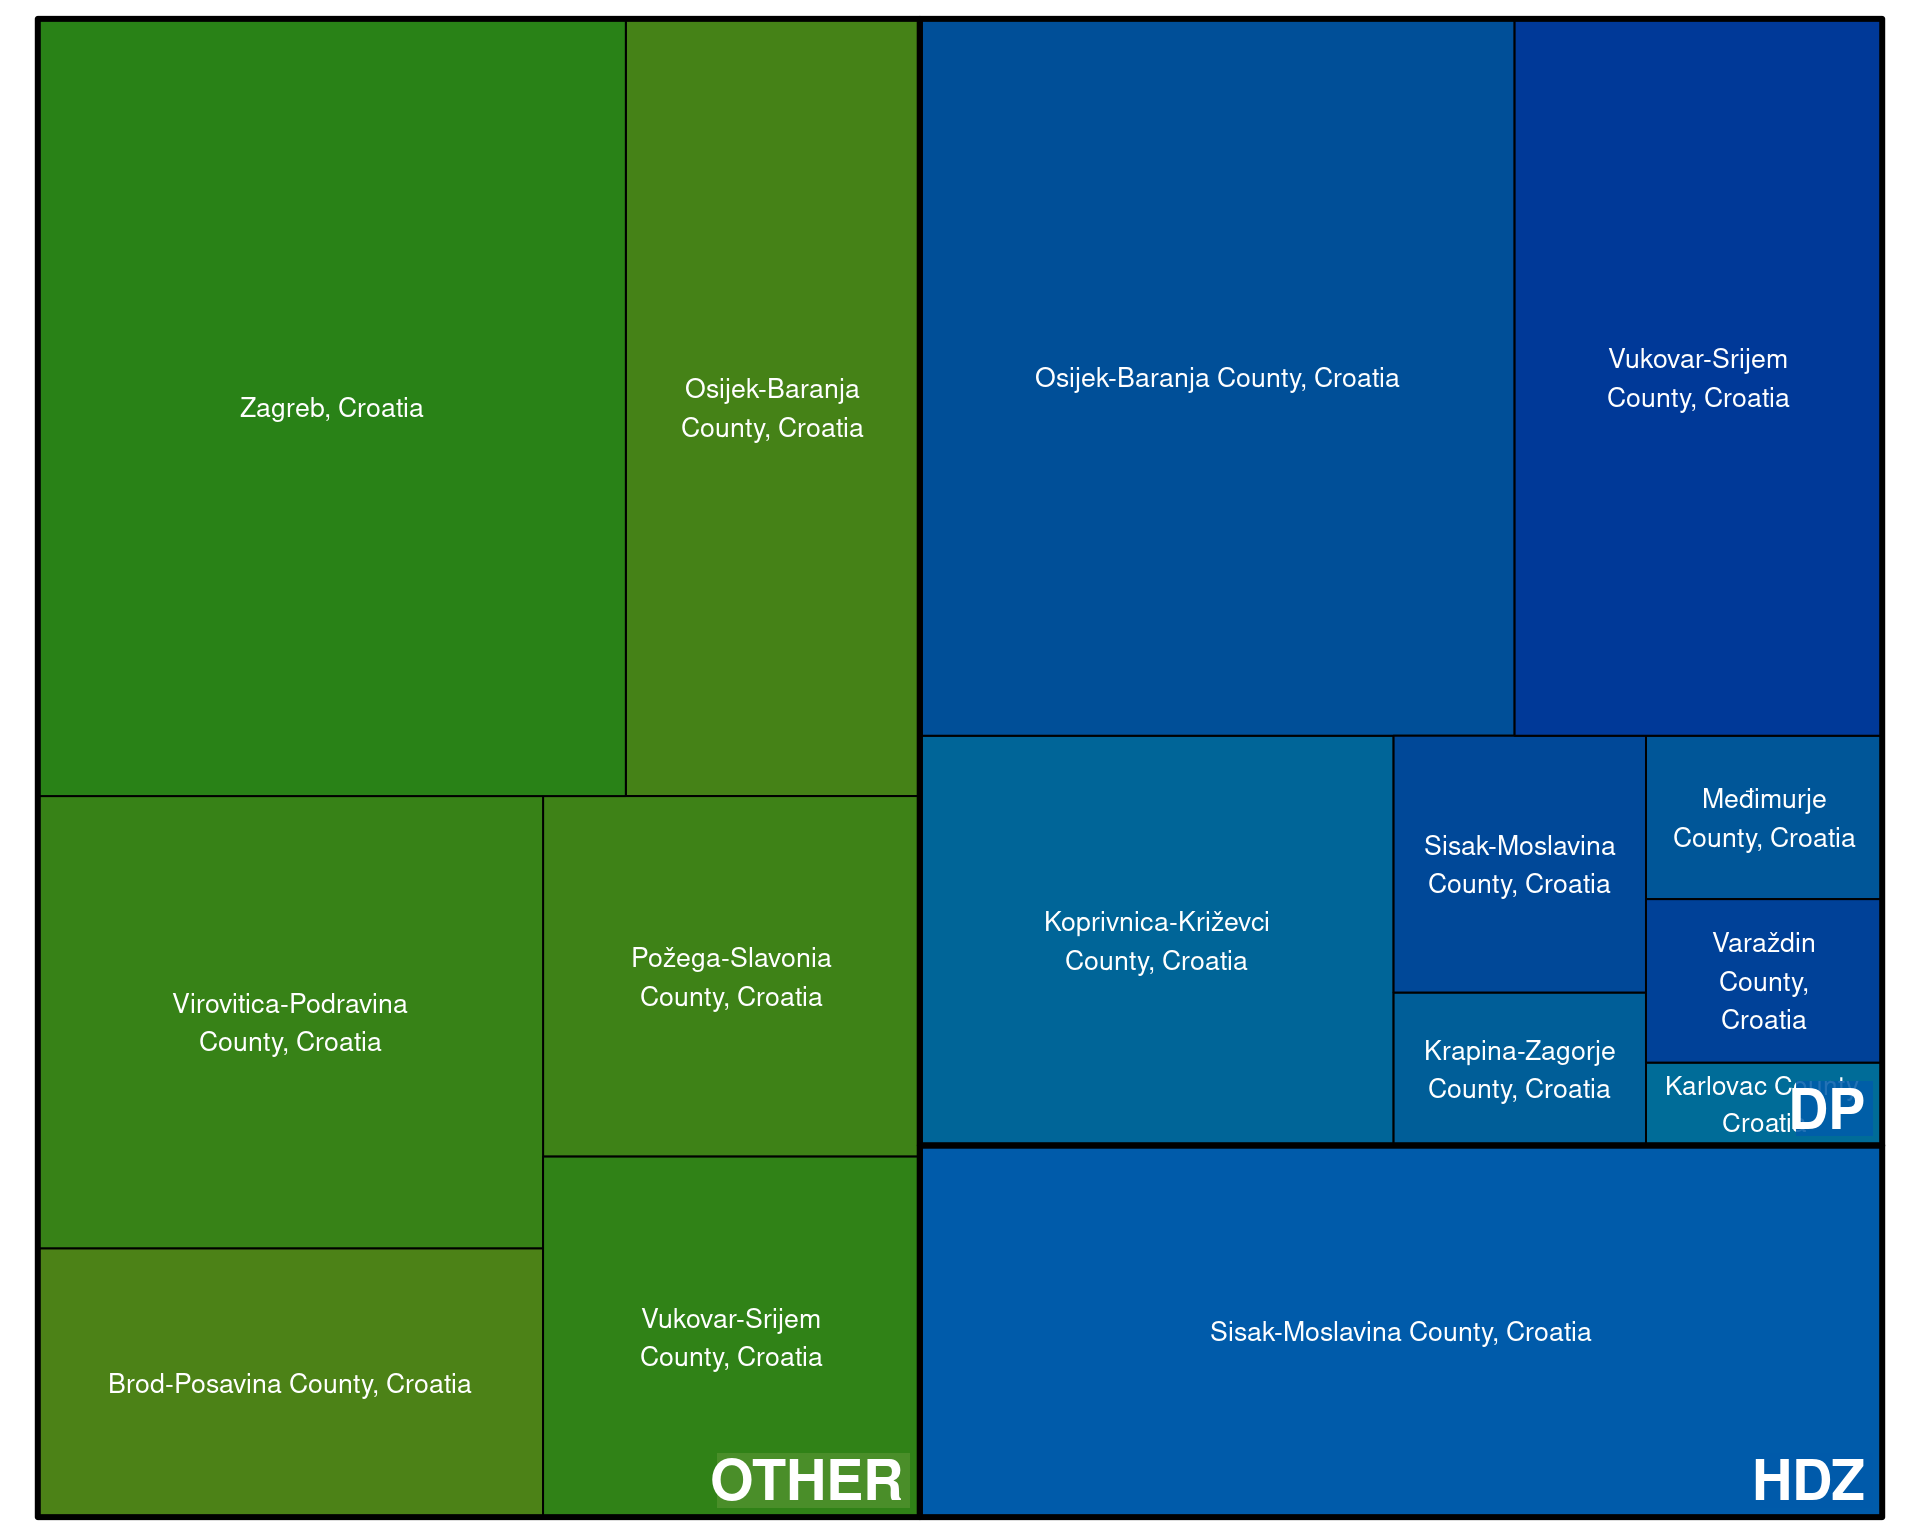 Zagreb, Croatia
Osijek-Baranja
County, Croatia
Virovitica-Podravina
County, Croatia
Požega-Slavonia
County, Croatia
Brod-Posavina County, Croatia
Vukovar-Srijem
County, Croatia
OTHER
Osijek-Baranja County, Croatia
Vukovar-Srijem
County, Croatia
Koprivnica-Križevci
County, Croatia
Sisak-Moslavina
County, Croatia
Krapina-Zagorje
County, Croatia
Međimurje
County, Croatia
Varaždin
County,
Croatia
Karlovac County,
Croatia
DP
Sisak-Moslavina County, Croatia
HDZ